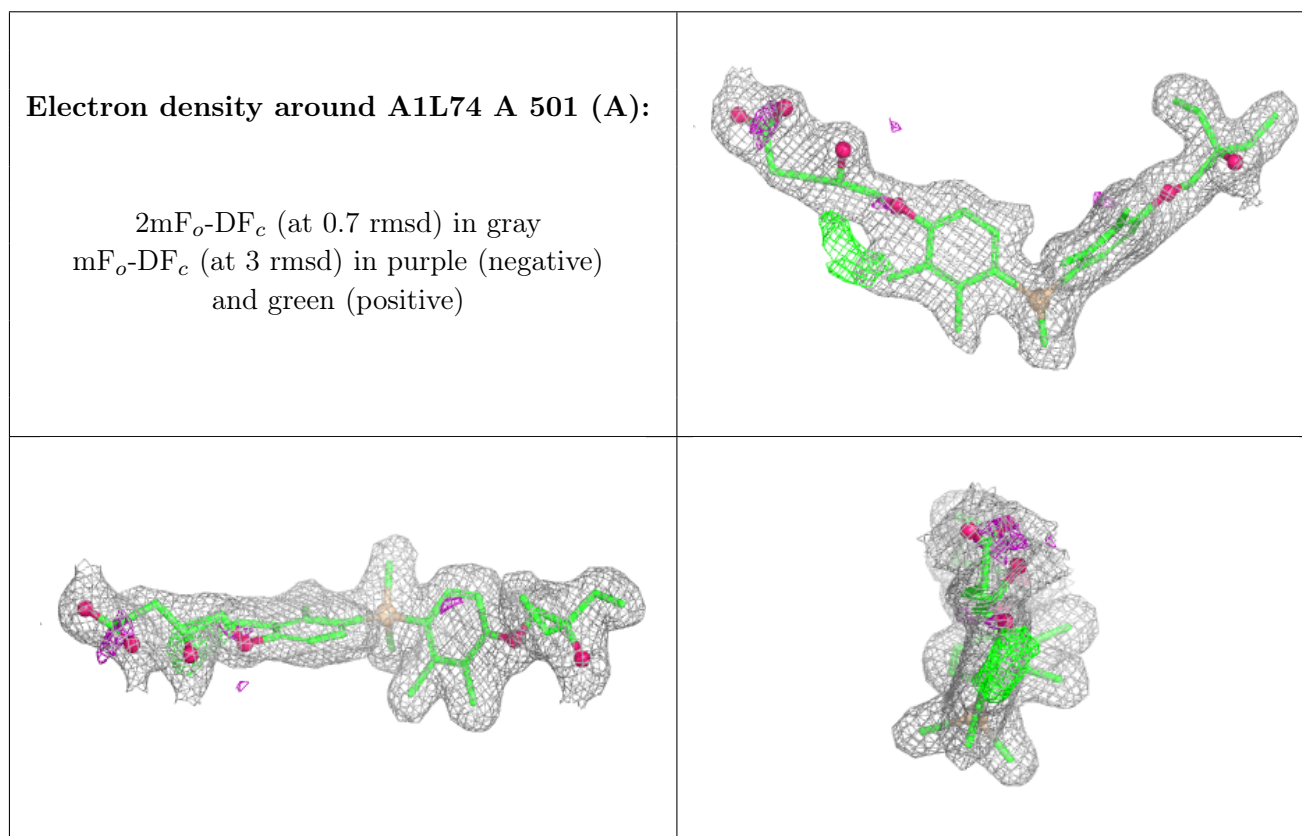 Electron density around A1L74 A 501 (A):
2mFo-DFc (at 0.7 rmsd) in gray
mFo-DFc (at 3 rmsd) in purple (negative)
and green (positive)